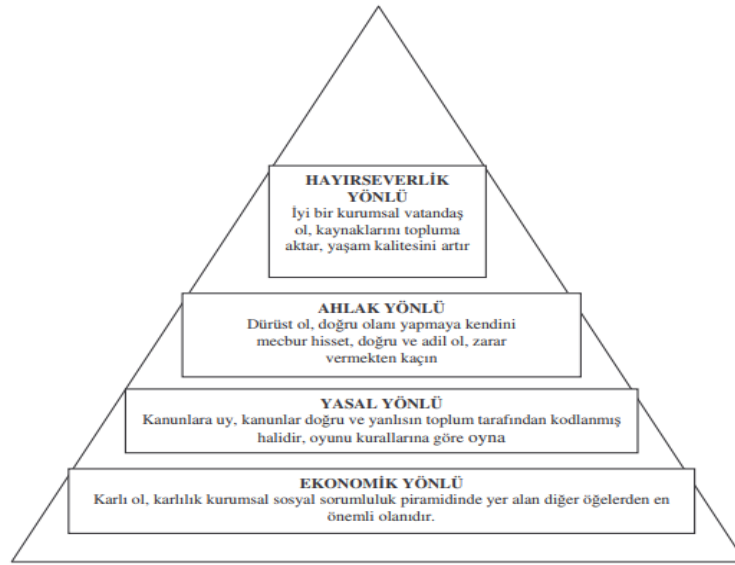 HAYIRSEVERLİK
YÖNLÜ
İyi bir kurumsal vatandaş
ol, kaynaklarını topluma
aktar, yaşam kalitesini artır
AHLAK YÖNLÜ
Dürüst ol, doğru olanı yapmaya kendini
mecbur hisset, doğru ve adil ol, zarar
vermekten kaçın
YASAL YÖNLÜ
Kanunlara uy, kanunlar doğru ve yanlısın toplum tarafından kodlanmış
halidir, oyunu kurallarına göre oyna
EKONOMİK YÖNLÜ
Karlı ol, karlılık kurumsal sosyal sorumluluk piramidinde yer alan diğer öğelerden en
önemli olanıdır.